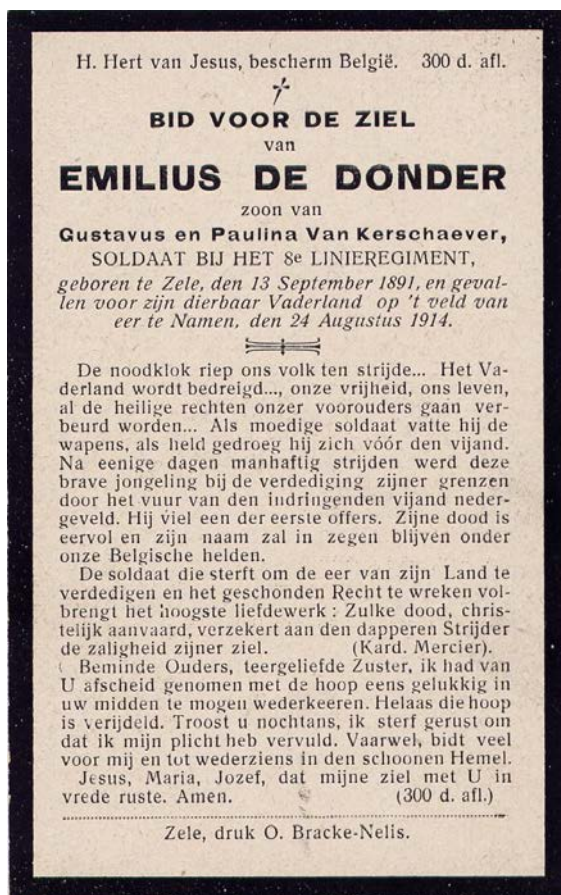 H. Hert van Jesus, bescherm België. 300 d. afl.
BID VOOR DE ZIEL
van
EMILIUS DE DONDER
zoon van
Gustavus en Paulina Van Kerschaever,
SOLDAAT BIJ HET 8e LINIEREGIMENT,
geboren te Zele, den 13 September 1891, en geval-
len voor zijn dierbaar Vaderland op 't veld van
eer te Namen, den 24 Augustus 1914.
De noodklok riep ons volk ten strijde... Het Va-
derland wordt bedreigd..., onze vrijheid, ons leven,
al de heilige rechten onzer voorouders gaan ver-
beurd worden... Als moedige soldaat vatte hij de
wapens, als held gedroeg hij zich vóór den vijand.
Na eenige dagen manhaftig strijden werd deze
brave jongeling bij de verdediging zijner grenzen
door het vuur van den indringenden vijand neder-
geveld. Hij viel een der eerste offers. Zijne dood is
eervol en zijn naam zal in zegen blijven onder
onze Belgische helden.
De soldaat die sterft om de eer van zijn Land te
verdedigen en het geschonden Recht te wreken vol-
brengt het hoogste liefdewerk : Zulke dood, chris-
telijk aanvaard, verzekert aan den dapperen Strijder
de zaligheid zijner ziel. (Kard. Mercier).
Beminde Ouders, teergeliefde Zuster, ik had van
U afscheid genomen met de hoop eens gelukkig in
uw midden te mogen wederkeeren. Helaas die hoop
is verijdeld. Troost u nochtans, ik sterf gerust om
dat ik mijn plicht heb vervuld. Vaarwel, bidt veel
voor mij en tot wederziens in den schoonen Hemel.
Jesus, Maria, Jozef, dat mijne ziel met U in
vrede ruste. Amen. (300 d. afl.)
Zele, druk O. Bracke-Nelis.